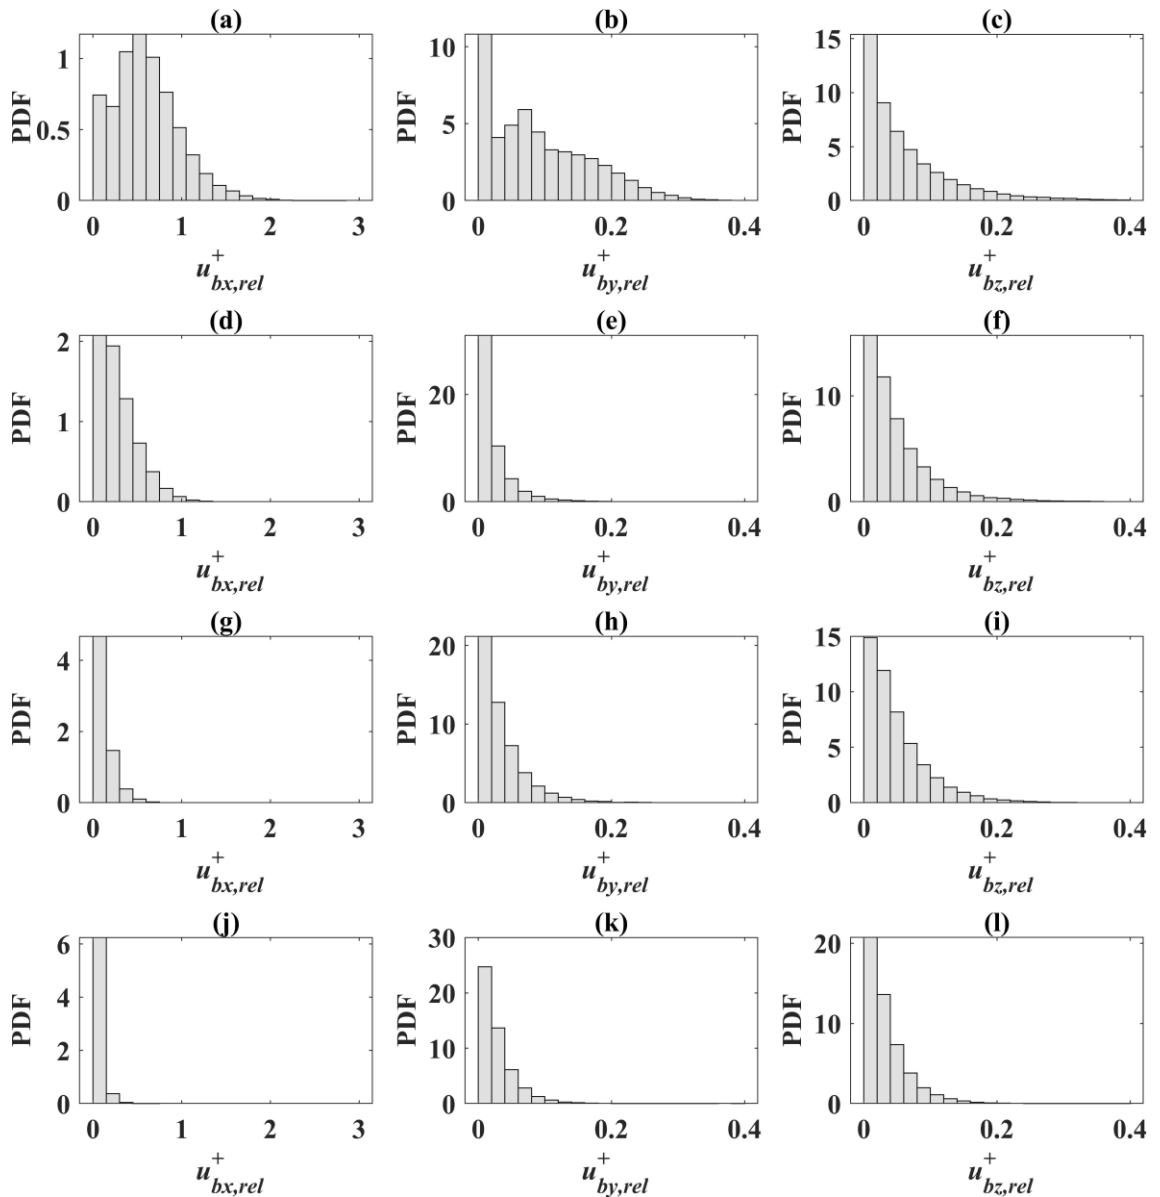 (a) (b) (c)
PDF 1 0.5 0 PDF 10 5 0 PDF 15 10 5 0
0 1 2 3 0 0.2 0.4 0 0.2 0.4
u⁺bx,rel u⁺by,rel u⁺bz,rel
(d) (e) (f)
PDF 2 1 0 PDF 20 0 PDF 10 0
0 1 2 3 0 0.2 0.4 0 0.2 0.4
u⁺bx,rel u⁺by,rel u⁺bz,rel
(g) (h) (i)
PDF 4 2 0 PDF 20 10 0 PDF 15 10 5 0
0 1 2 3 0 0.2 0.4 0 0.2 0.4
u⁺bx,rel u⁺by,rel u⁺bz,rel
(j) (k) (l)
PDF 6 4 2 0 PDF 30 20 10 0 PDF 20 10 0
0 1 2 3 0 0.2 0.4 0 0.2 0.4
u⁺bx,rel u⁺by,rel u⁺bz,rel